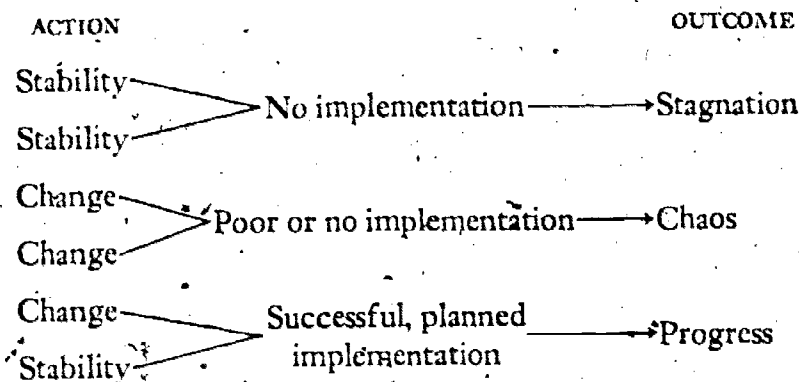 ACTION OUTCOME
Stability
No implementation Stagnation
Stability
Change
Poor or no implementation Chaos
Change
Change
Successful, planned
implementation
Progress
Stability